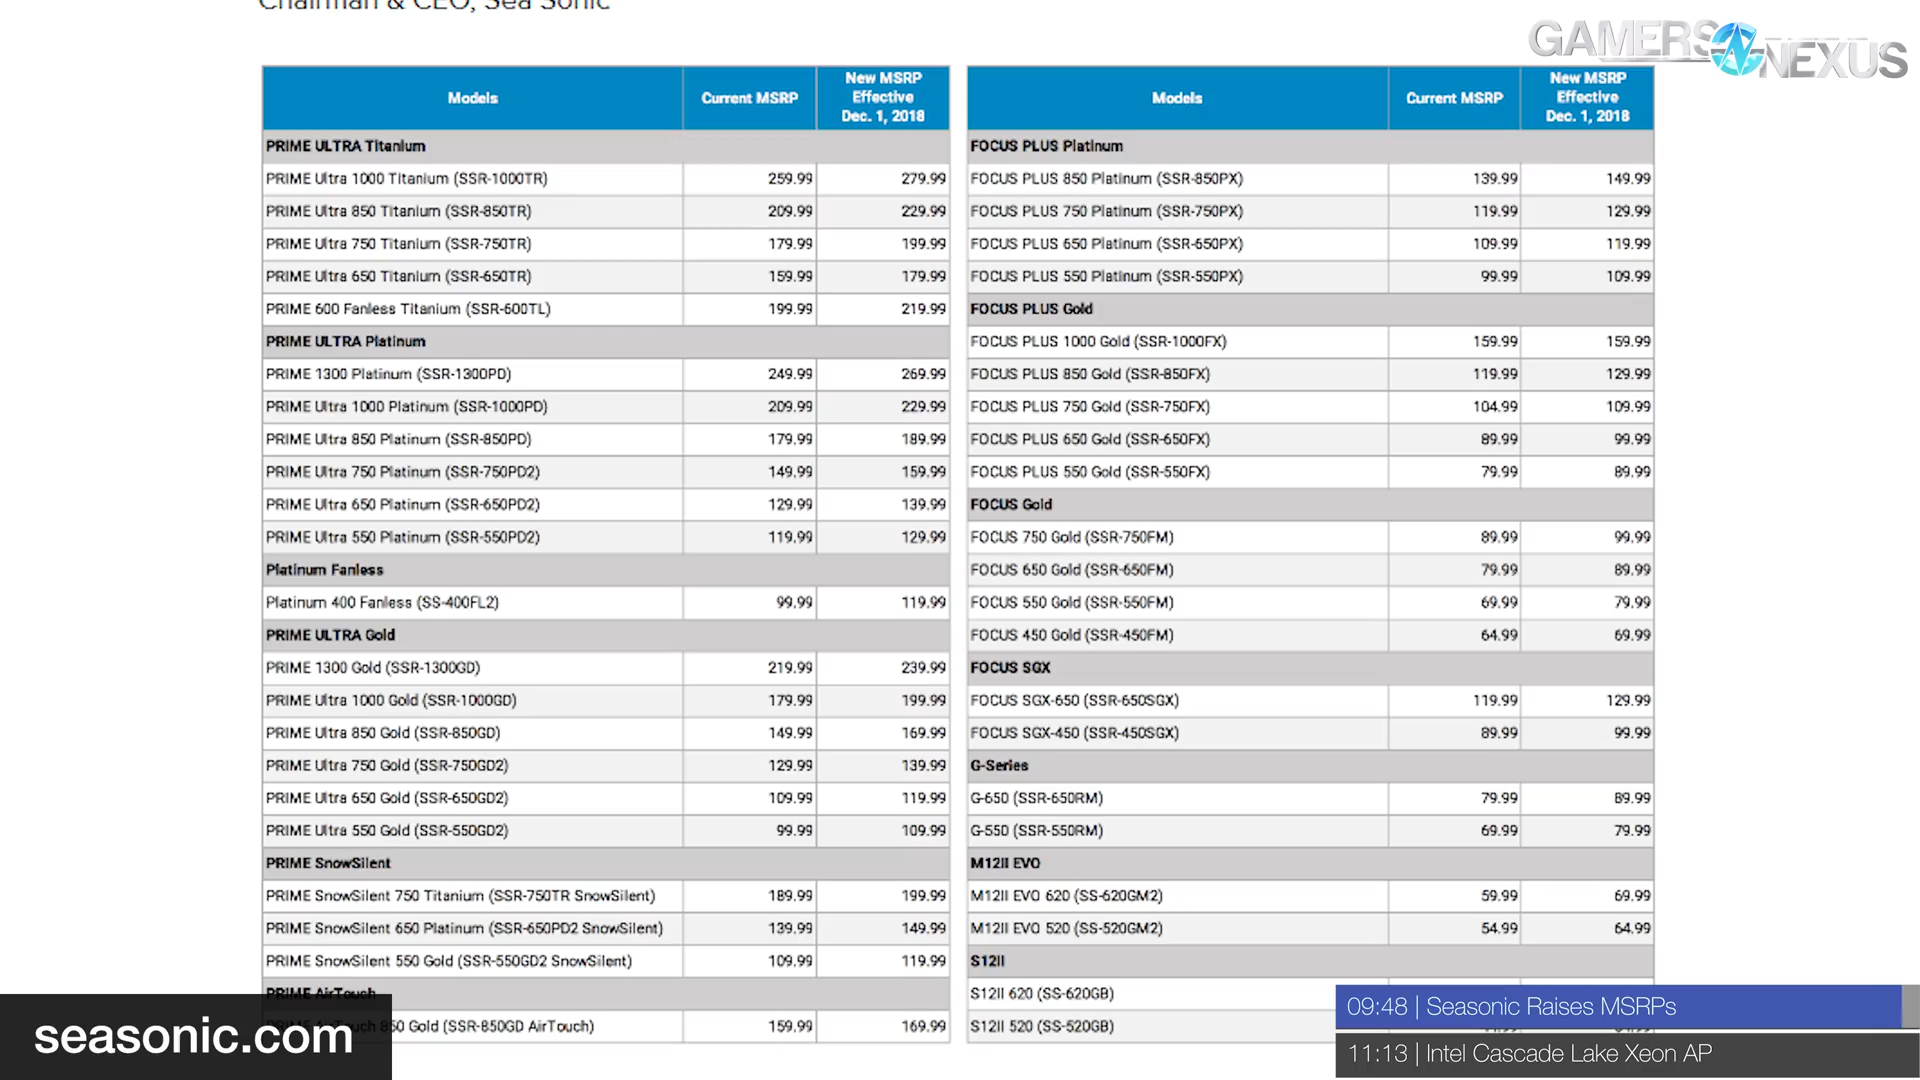 Chairman & CEO, Sea Sonic
GAMERS NEXUS
Models Current MSRP New MSRP Effective Dec. 1, 2018
PRIME ULTRA Titanium
PRIME Ultra 1000 Titanium (SSR-1000TR) 259.99 279.99
PRIME Ultra 850 Titanium (SSR-850TR) 209.99 229.99
PRIME Ultra 750 Titanium (SSR-750TR) 179.99 199.99
PRIME Ultra 650 Titanium (SSR-650TR) 159.99 179.99
PRIME 600 Fanless Titanium (SSR-600TL) 199.99 219.99
PRIME ULTRA Platinum
PRIME 1300 Platinum (SSR-1300PD) 249.99 269.99
PRIME Ultra 1000 Platinum (SSR-1000PD) 209.99 229.99
PRIME Ultra 850 Platinum (SSR-850PD) 179.99 189.99
PRIME Ultra 750 Platinum (SSR-750PD2) 149.99 159.99
PRIME Ultra 650 Platinum (SSR-650PD2) 129.99 139.99
PRIME Ultra 550 Platinum (SSR-550PD2) 119.99 129.99
Platinum Fanless
Platinum 400 Fanless (SS-400FL2) 99.99 119.99
PRIME ULTRA Gold
PRIME 1300 Gold (SSR-1300GD) 219.99 239.99
PRIME Ultra 1000 Gold (SSR-1000GD) 179.99 199.99
PRIME Ultra 850 Gold (SSR-850GD) 149.99 169.99
PRIME Ultra 750 Gold (SSR-750GD2) 129.99 139.99
PRIME Ultra 650 Gold (SSR-650GD2) 109.99 119.99
PRIME Ultra 550 Gold (SSR-550GD2) 99.99 109.99
PRIME SnowSilent
PRIME SnowSilent 750 Titanium (SSR-750TR SnowSilent) 189.99 199.99
PRIME SnowSilent 650 Platinum (SSR-650PD2 SnowSilent) 139.99 149.99
PRIME SnowSilent 550 Gold (SSR-550GD2 SnowSilent) 109.99 119.99
PRIME AirTouch
PRIME AirTouch 850 Gold (SSR-850GD AirTouch) 159.99 169.99
Models Current MSRP New MSRP Effective Dec. 1, 2018
FOCUS PLUS Platinum
FOCUS PLUS 850 Platinum (SSR-850PX) 139.99 149.99
FOCUS PLUS 750 Platinum (SSR-750PX) 119.99 129.99
FOCUS PLUS 650 Platinum (SSR-650PX) 109.99 119.99
FOCUS PLUS 550 Platinum (SSR-550PX) 99.99 109.99
FOCUS PLUS Gold
FOCUS PLUS 1000 Gold (SSR-1000FX) 159.99 159.99
FOCUS PLUS 850 Gold (SSR-850FX) 119.99 129.99
FOCUS PLUS 750 Gold (SSR-750FX) 104.99 109.99
FOCUS PLUS 650 Gold (SSR-650FX) 89.99 99.99
FOCUS PLUS 550 Gold (SSR-550FX) 79.99 89.99
FOCUS Gold
FOCUS 750 Gold (SSR-750FM) 89.99 99.99
FOCUS 650 Gold (SSR-650FM) 79.99 89.99
FOCUS 550 Gold (SSR-550FM) 69.99 79.99
FOCUS 450 Gold (SSR-450FM) 64.99 69.99
FOCUS SGX
FOCUS SGX-650 (SSR-650SGX) 119.99 129.99
FOCUS SGX-450 (SSR-450SGX) 89.99 99.99
G-Series
G-650 (SSR-650RM) 79.99 89.99
G-550 (SSR-550RM) 69.99 79.99
M12II EVO
M12II EVO 620 (SS-620GM2) 59.99 69.99
M12II EVO 520 (SS-520GM2) 54.99 64.99
S12II
S12II 620 (SS-620GB)
S12II 520 (SS-520GB)
seasonic.com
09:48 | Seasonic Raises MSRPs
11:13 | Intel Cascade Lake Xeon AP